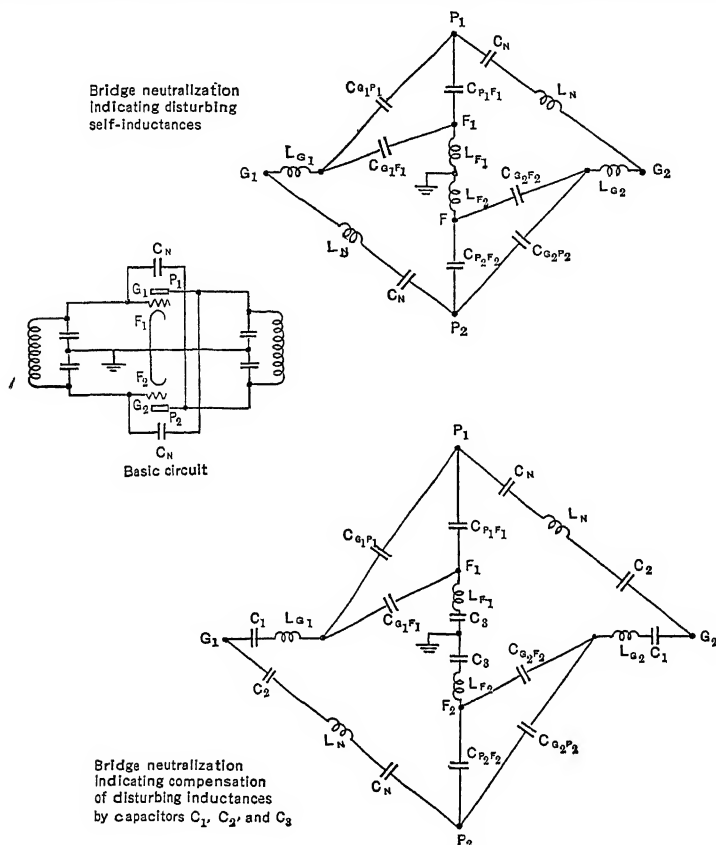 Bridge neutralization
indicating disturbing
self-inductances
P1
CN
LN
CG1P1
CP1F1
F1
LG1
G1
CG1F1
LF1
LF2
CG2F2
G2
LG2
F
LN
CN
CP2F2
CG2P2
P2
CN
P1
G1
F1
F2
G2
P2
CN
Basic circuit
P1
CN
LN
CG1P1
CP1F1
C2
F1
C1
LG1
LF1
G1
CG1F1
C3
G2
C3
LG2
C1
C2
CG2F2
LF2
F2
LN
CN
CP2F2
CG2P2
P2
Bridge neutralization
indicating compensation
of disturbing inductances
by capacitors C1, C2, and C3